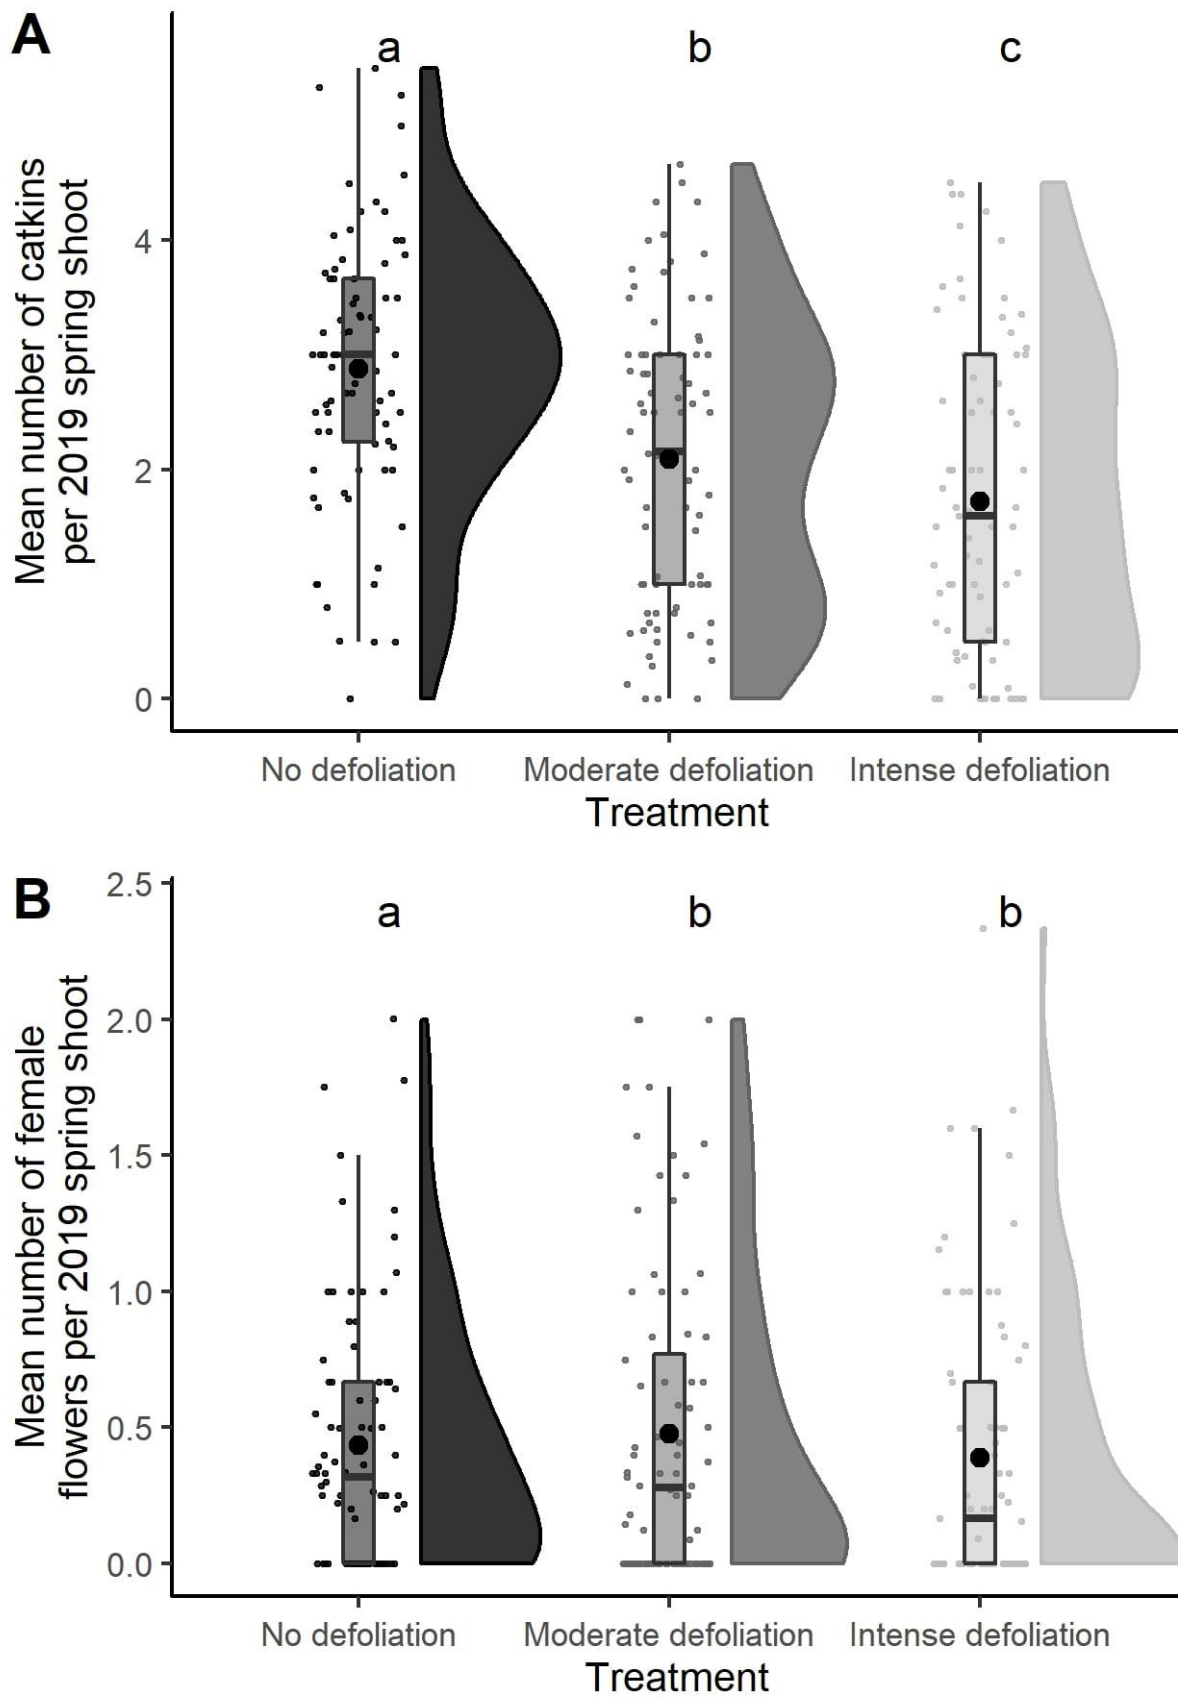 A
a b c
Mean number of catkins
per 2019 spring shoot
4
2
0
No defoliation Moderate defoliation Intense defoliation
Treatment
B
a b b
Mean number of female
flowers per 2019 spring shoot
2.5
2.0
1.5
1.0
0.5
0.0
No defoliation Moderate defoliation Intense defoliation
Treatment